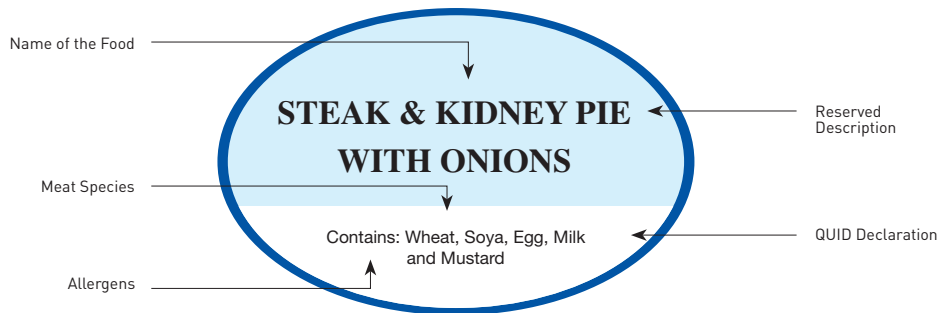 Name of the Food
STEAK & KIDNEY PIE
WITH ONIONS
Reserved
Description
Meat Species
Contains: Wheat, Soya, Egg, Milk
and Mustard
QUID Declaration
Allergens